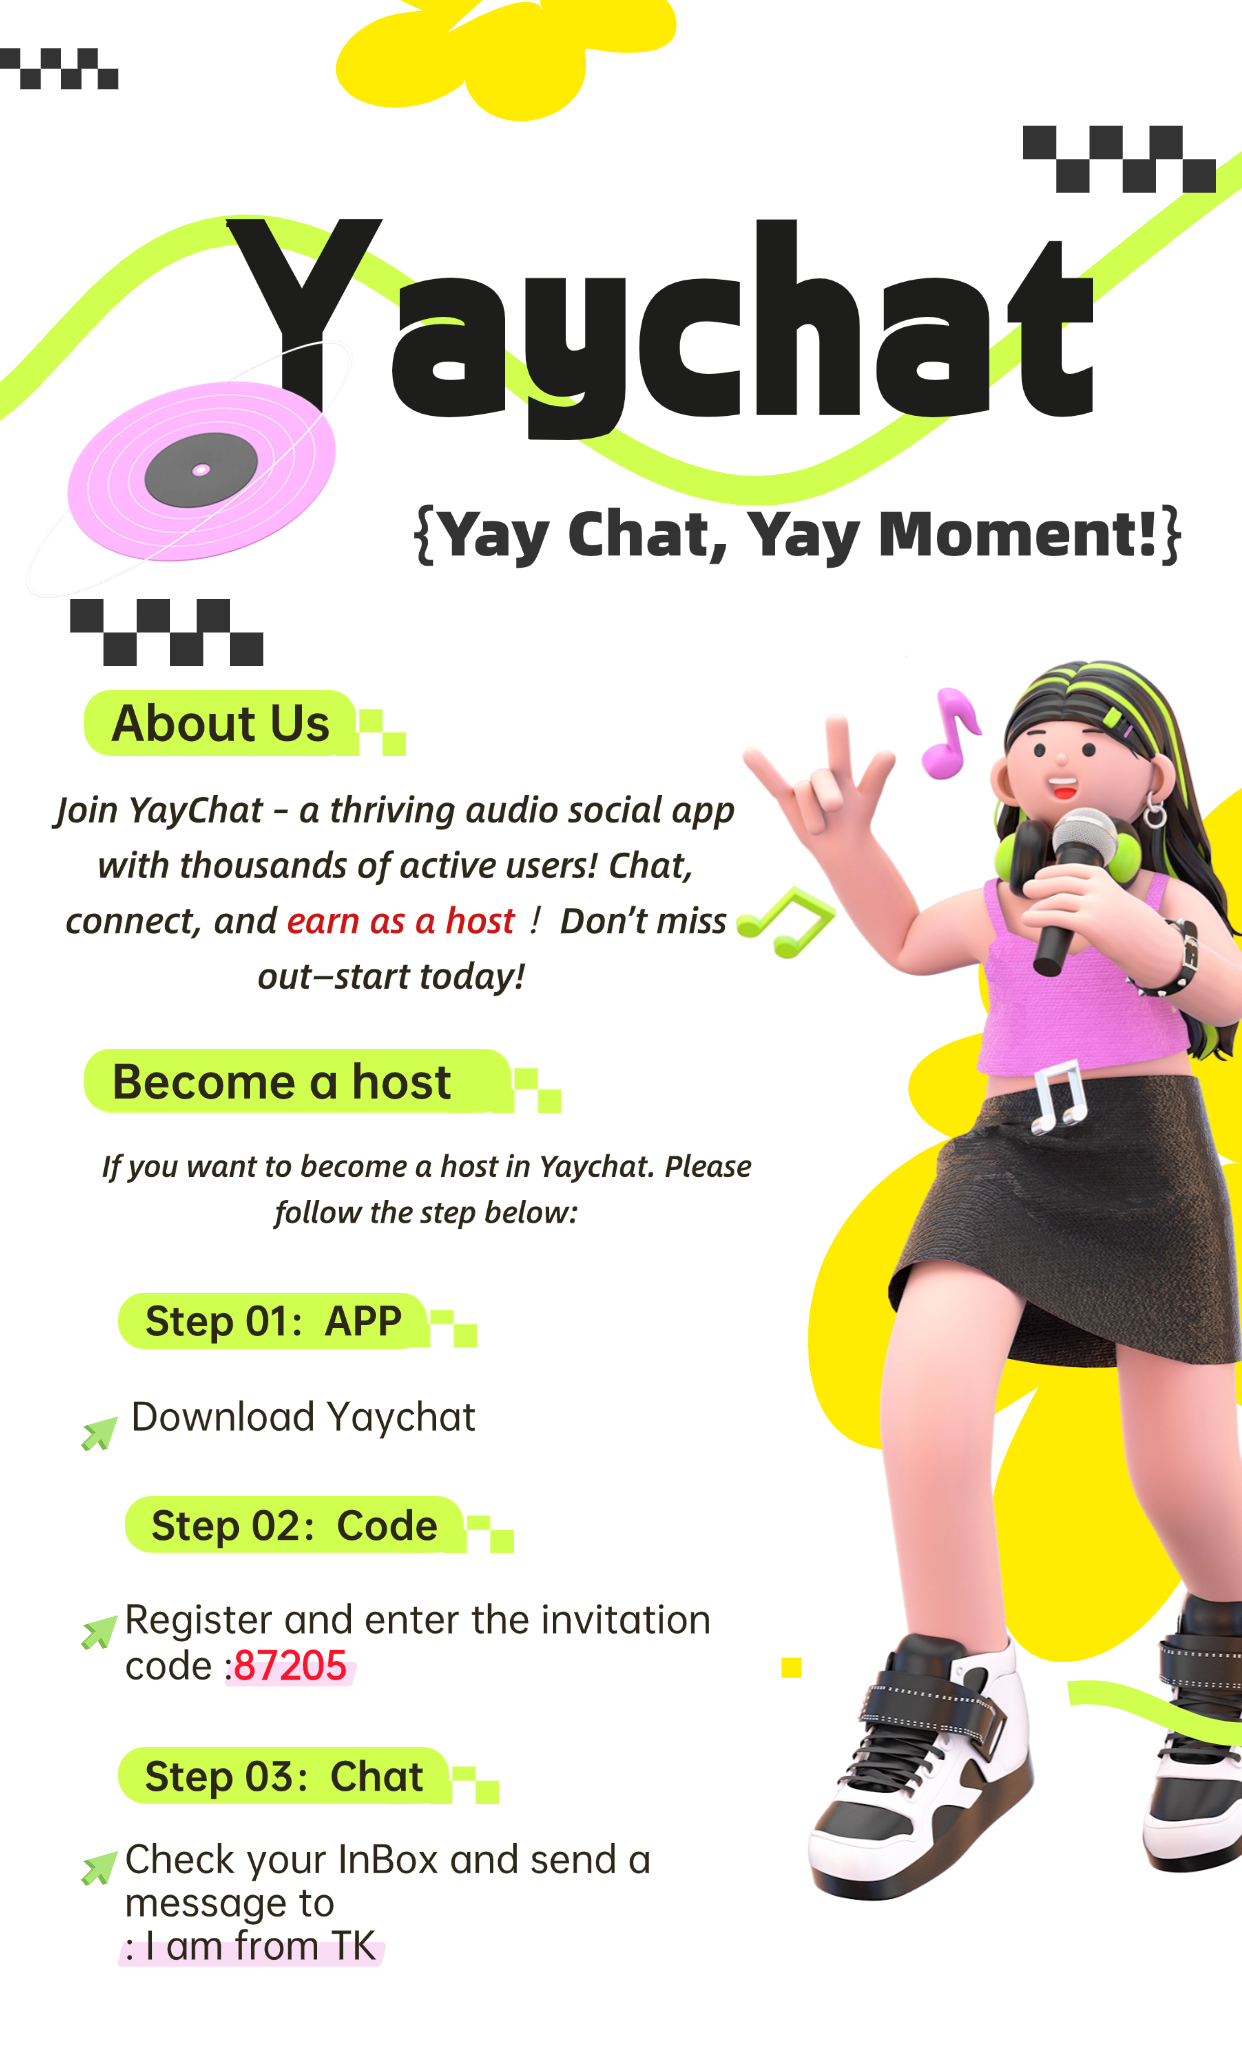 Yaychat
{Yay Chat, Yay Moment!}
About Us
Join YayChat – a thriving audio social app
with thousands of active users! Chat,
connect, and earn as a host！ Don’t miss
out—start today!
Become a host
If you want to become a host in Yaychat. Please
follow the step below:
Step 01: APP
Download Yaychat
Step 02: Code
Register and enter the invitation
code :87205
Step 03: Chat
Check your InBox and send a
message to
: I am from TK